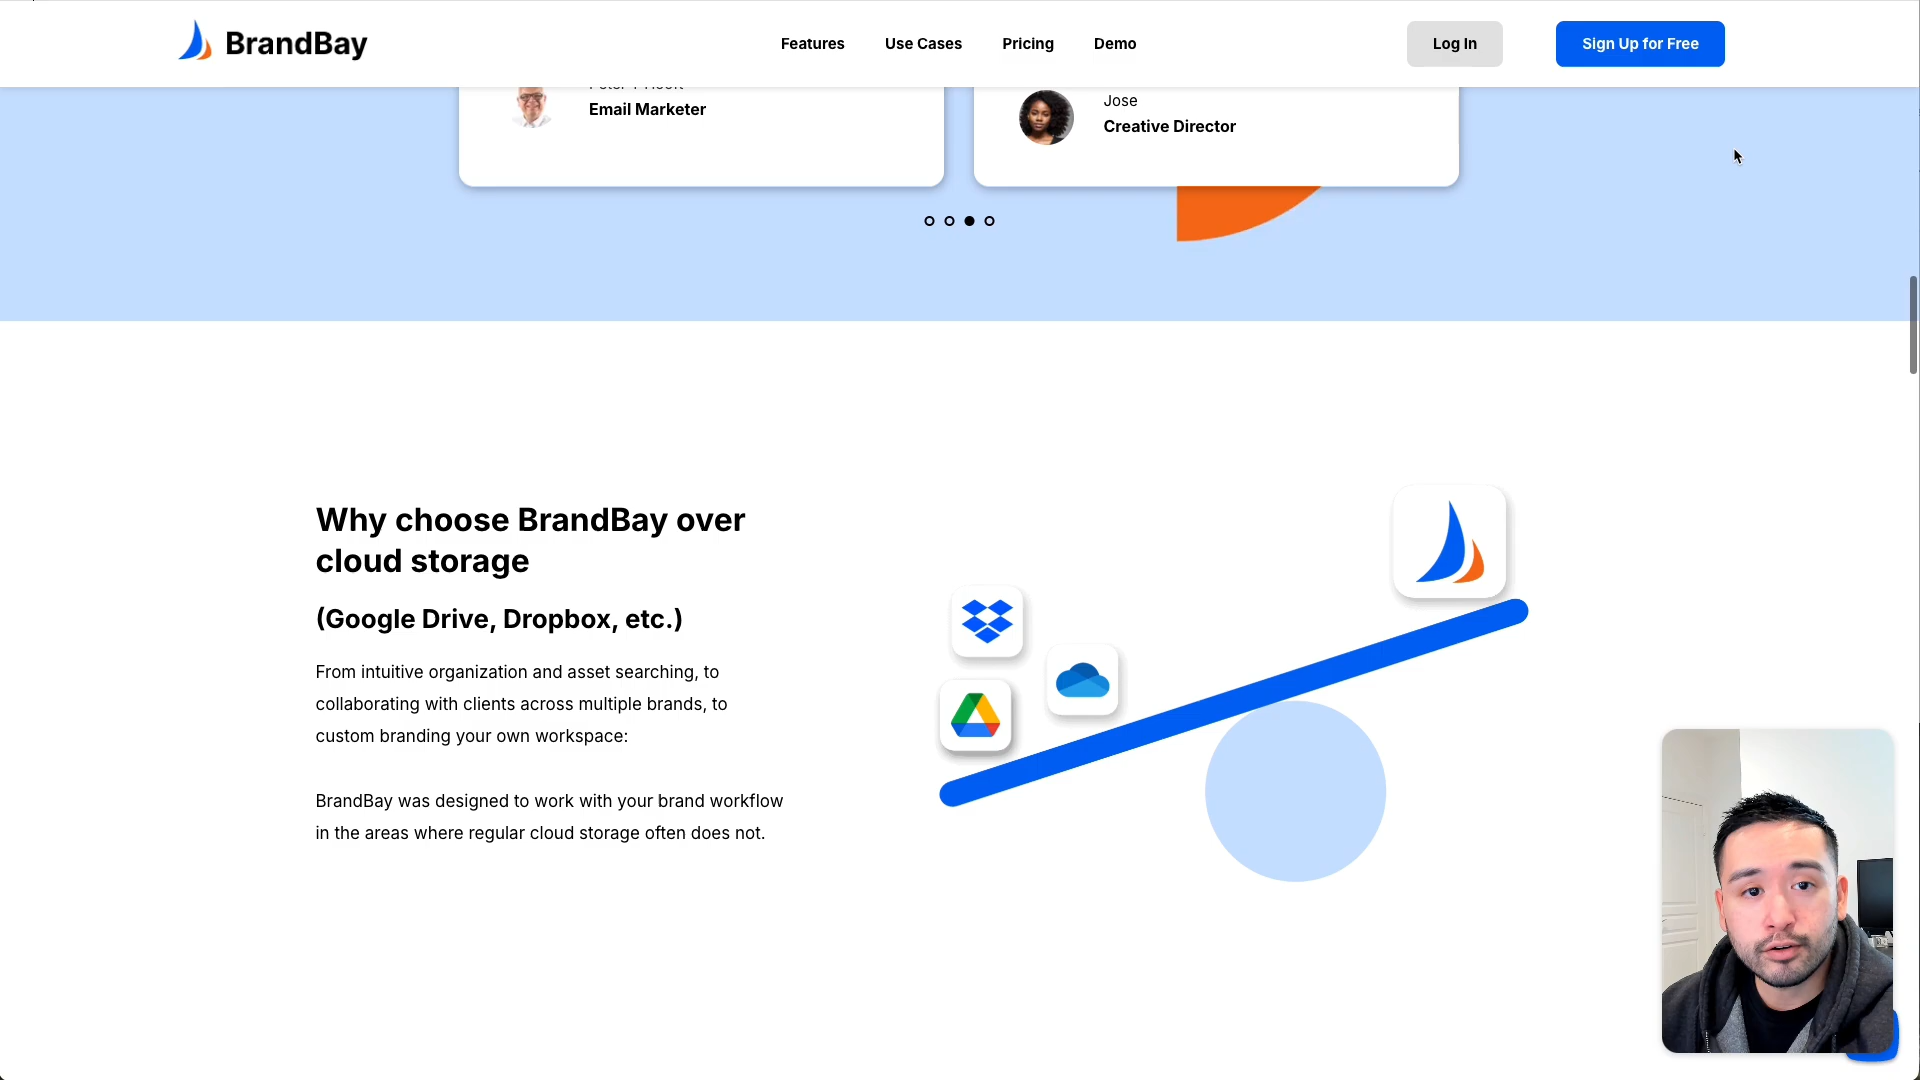 BrandBay
Features
Use Cases
Pricing
Demo
Log In
Sign Up for Free
Email Marketer
Jose
Creative Director
Why choose BrandBay over
cloud storage
(Google Drive, Dropbox, etc.)
From intuitive organization and asset searching, to
collaborating with clients across multiple brands, to
custom branding your own workspace:
BrandBay was designed to work with your brand workflow
in the areas where regular cloud storage often does not.